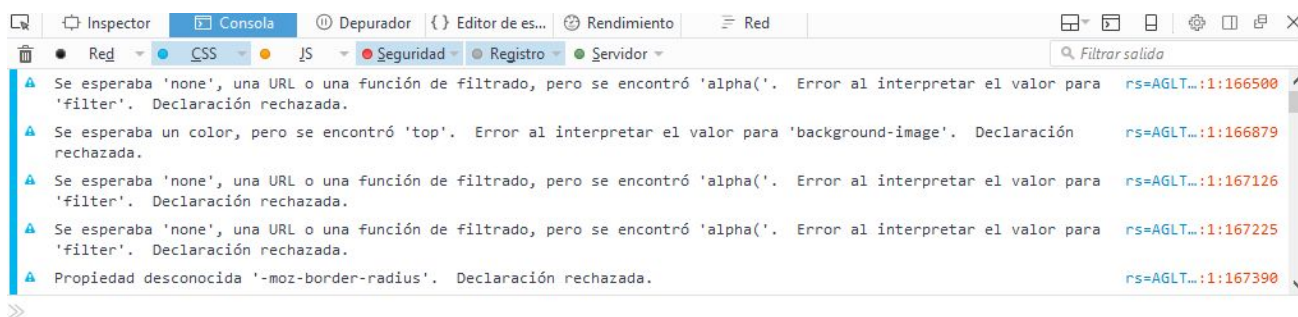 Inspector Consola Depurador { } Editor de es... Rendimiento Red
Red CSS JS Seguridad Registro Servidor Filtrar salida
Se esperaba 'none', una URL o una función de filtrado, pero se encontró 'alpha('. Error al interpretar el valor para rs=AGLT…:1:166500
'filter'. Declaración rechazada.
Se esperaba un color, pero se encontró 'top'. Error al interpretar el valor para 'background-image'. Declaración rs=AGLT…:1:166879
rechazada.
Se esperaba 'none', una URL o una función de filtrado, pero se encontró 'alpha('. Error al interpretar el valor para rs=AGLT…:1:167126
'filter'. Declaración rechazada.
Se esperaba 'none', una URL o una función de filtrado, pero se encontró 'alpha('. Error al interpretar el valor para rs=AGLT…:1:167225
'filter'. Declaración rechazada.
Propiedad desconocida '-moz-border-radius'. Declaración rechazada. rs=AGLT…:1:167390